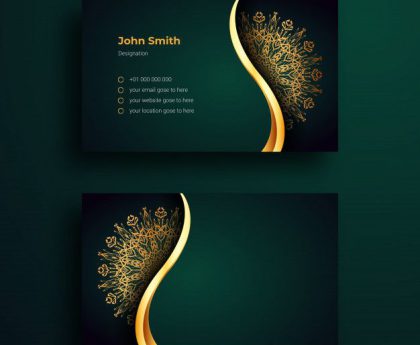 John Smith
Designation
+01 000 000 000
your email gose to here
your website gose to here
your location gose to here